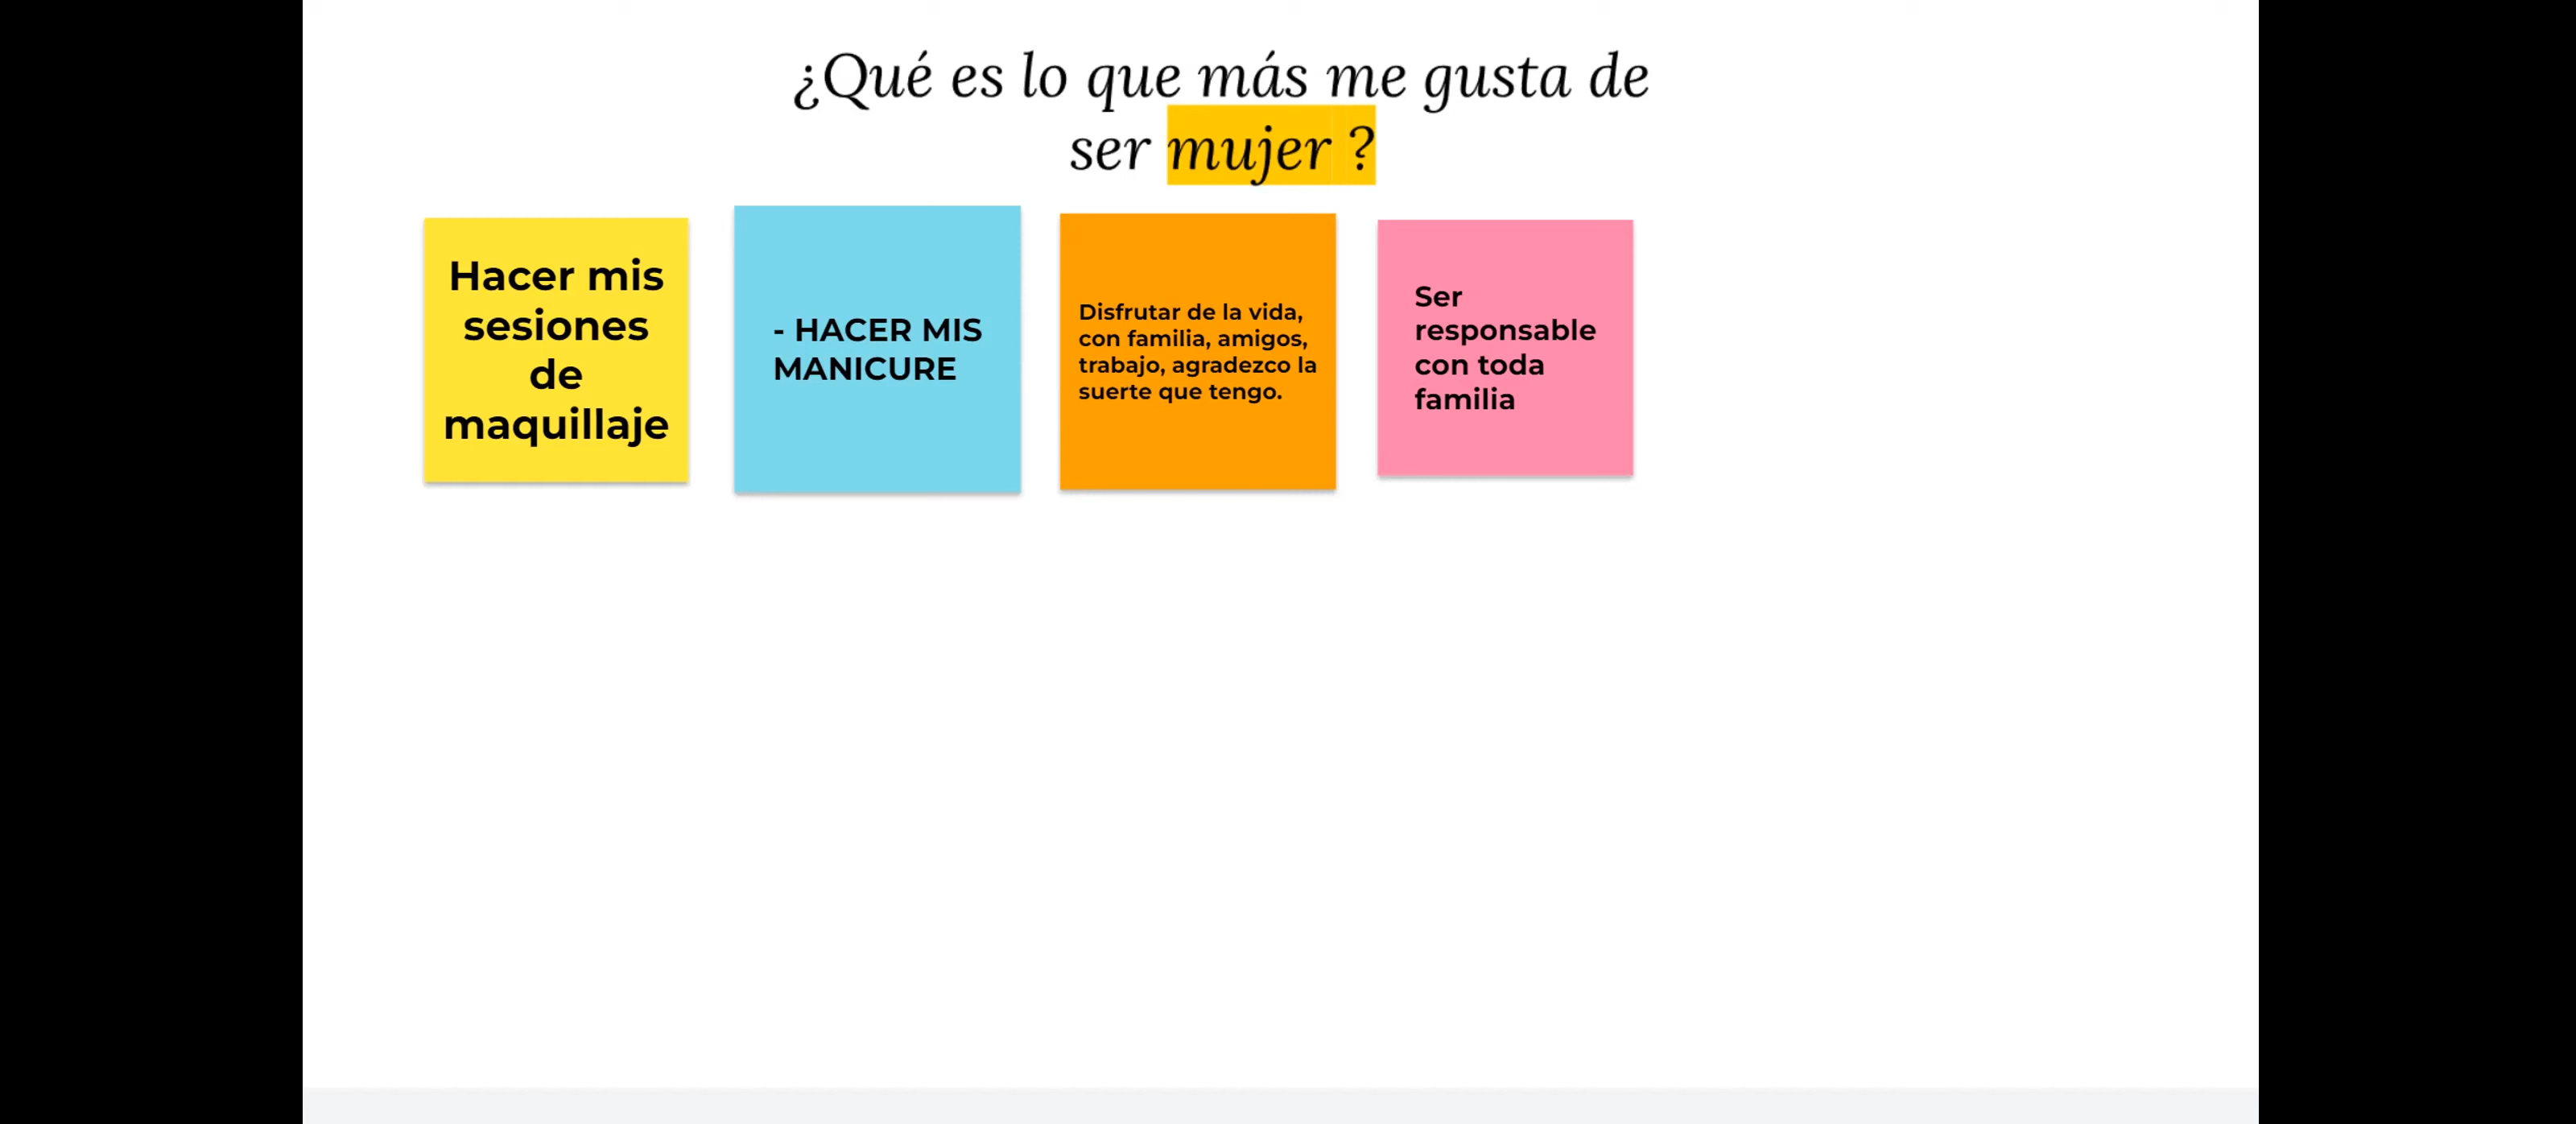 ¿Qué es lo que más me gusta de
ser mujer ?
Hacer mis
sesiones
de
maquillaje
- HACER MIS
MANICURE
Disfrutar de la vida,
con familia, amigos,
trabajo, agradezco la
suerte que tengo.
Ser
responsable
con toda
familia